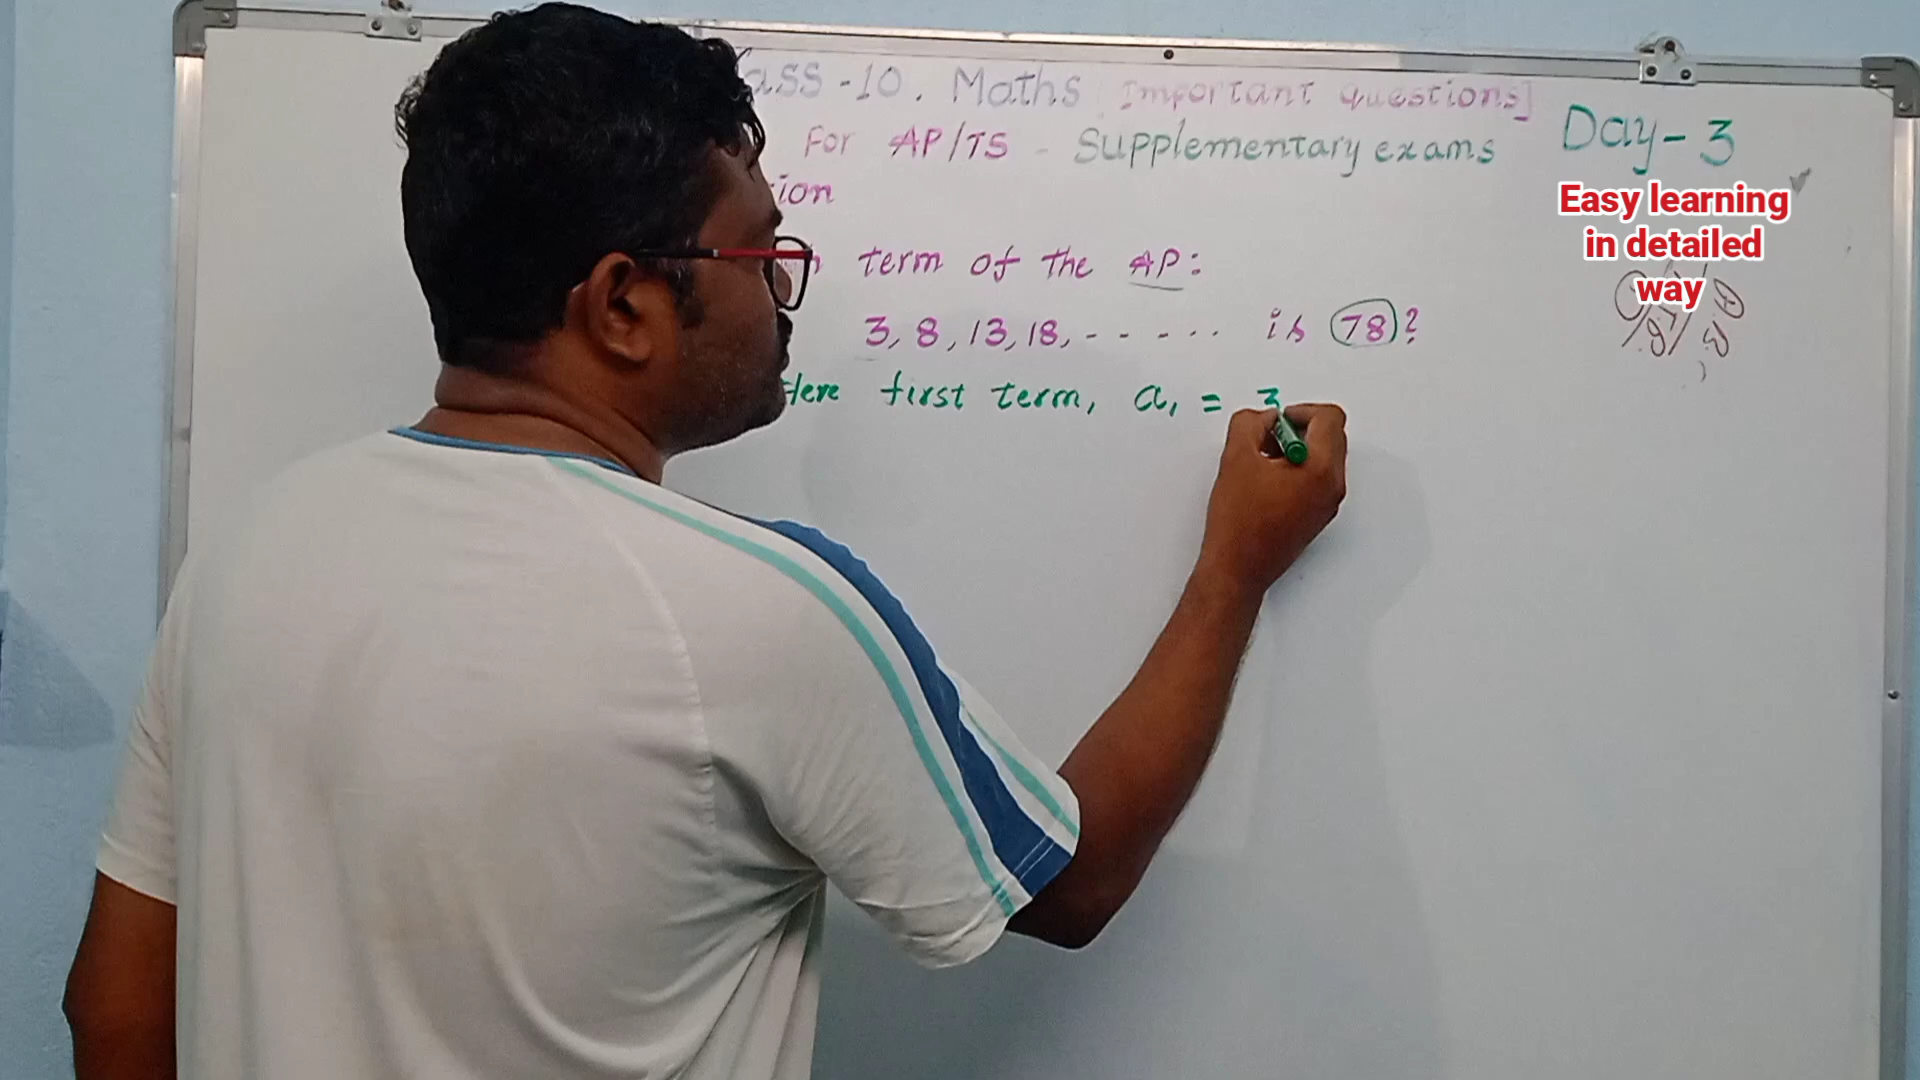 ass-10. Maths Important questions]
For AP/TS - Supplementary exams
Day-3
ion
Easy learning
in detailed
way
term of the AP:
3, 8, 13, 18, - - - - .. is 78?
Here first term, a₁ = 3